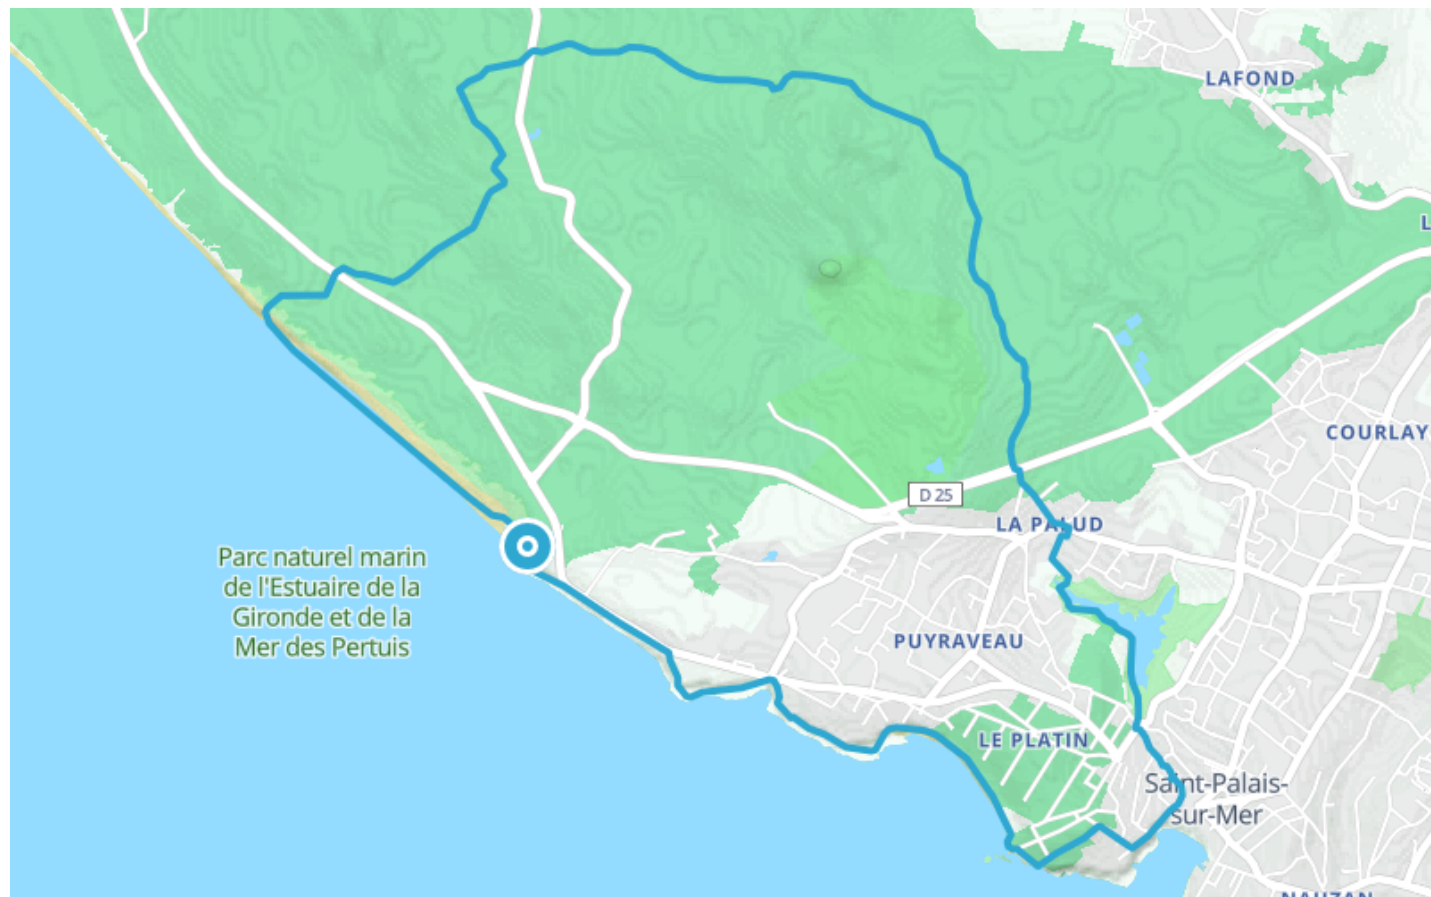 LAFOND
L
COURLAY
D 25
LA PALUD
Parc naturel marin
de l'Estuaire de la
Gironde et de la
Mer des Pertuis
PUYRAVEAU
LE PLATIN
Saint-Palais-
sur-Mer
NAUZAN